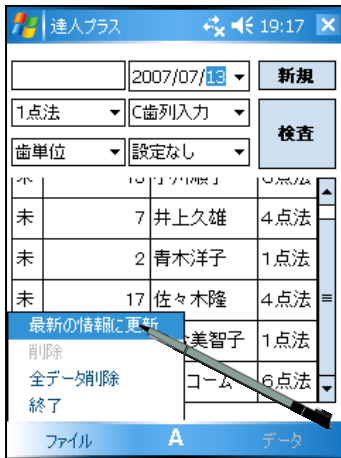 達人プラス 19:17
2007/07/13 新規
1点法 C歯列入力
検査
歯単位 設定なし
未
未 7 井上久雄 4点法
未 2 青木洋子 1点法
未 17 佐々木隆 4点法
最新の情報に更新
美智子 1点法
削除
全データ削除
コーム 6点法
終了
ファイル A データ